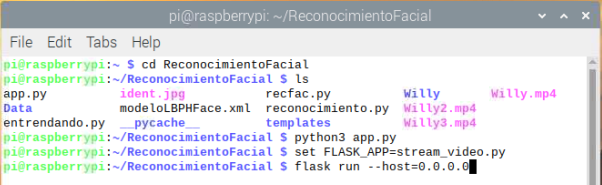 pi@raspberrypi: ~/ReconocimientoFacial
File Edit Tabs Help
pi@raspberrypi:~ $ cd ReconocimientoFacial
pi@raspberrypi:~/ReconocimientoFacial $ ls
app.py ident.jpg recfac.py Willy Willy.mp4
Data modeloLBPHFace.xml reconocimiento.py Willy2.mp4
entrendando.py __pycache__ templates Willy3.mp4
pi@raspberrypi:~/ReconocimientoFacial $ python3 app.py
pi@raspberrypi:~/ReconocimientoFacial $ set FLASK_APP=stream_video.py
pi@raspberrypi:~/ReconocimientoFacial $ flask run --host=0.0.0.0